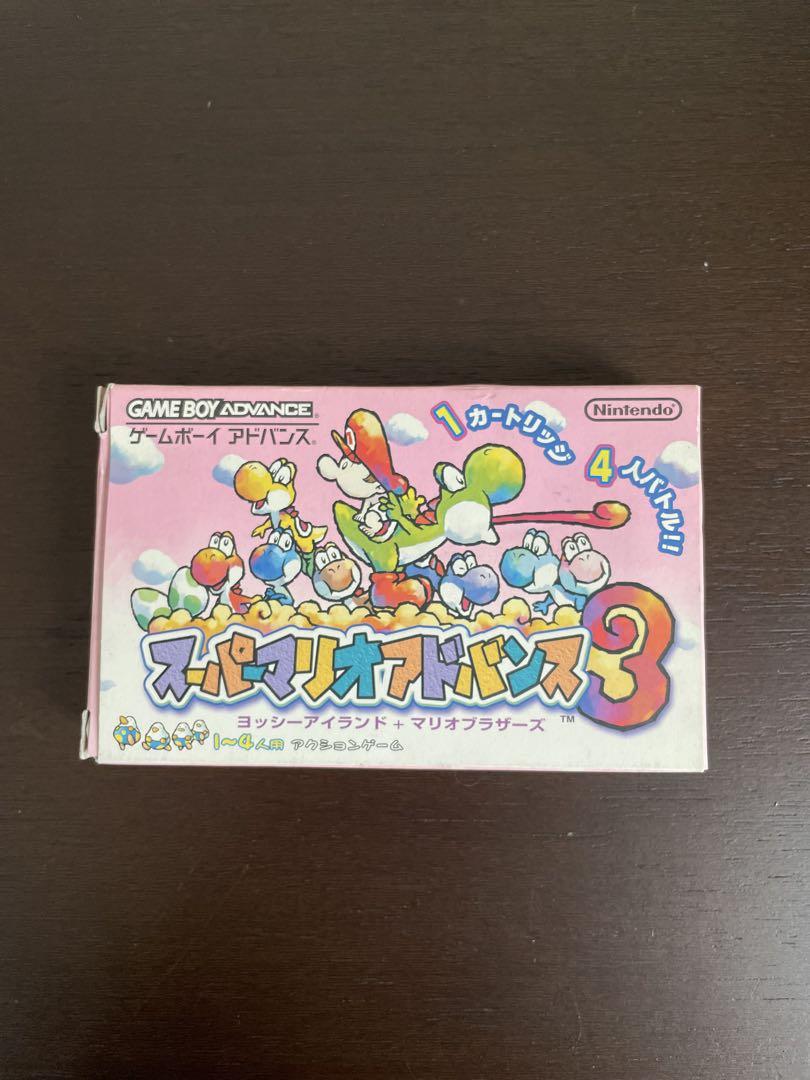 GAME BOY ADVANCE
ゲームボーイ アドバンス
1カートリッジ
4人バトル!!
Nintendo
スーパーマリオアドバンス3
ヨッシーアイランド+マリオブラザーズ™
1~4人用 アクションゲーム